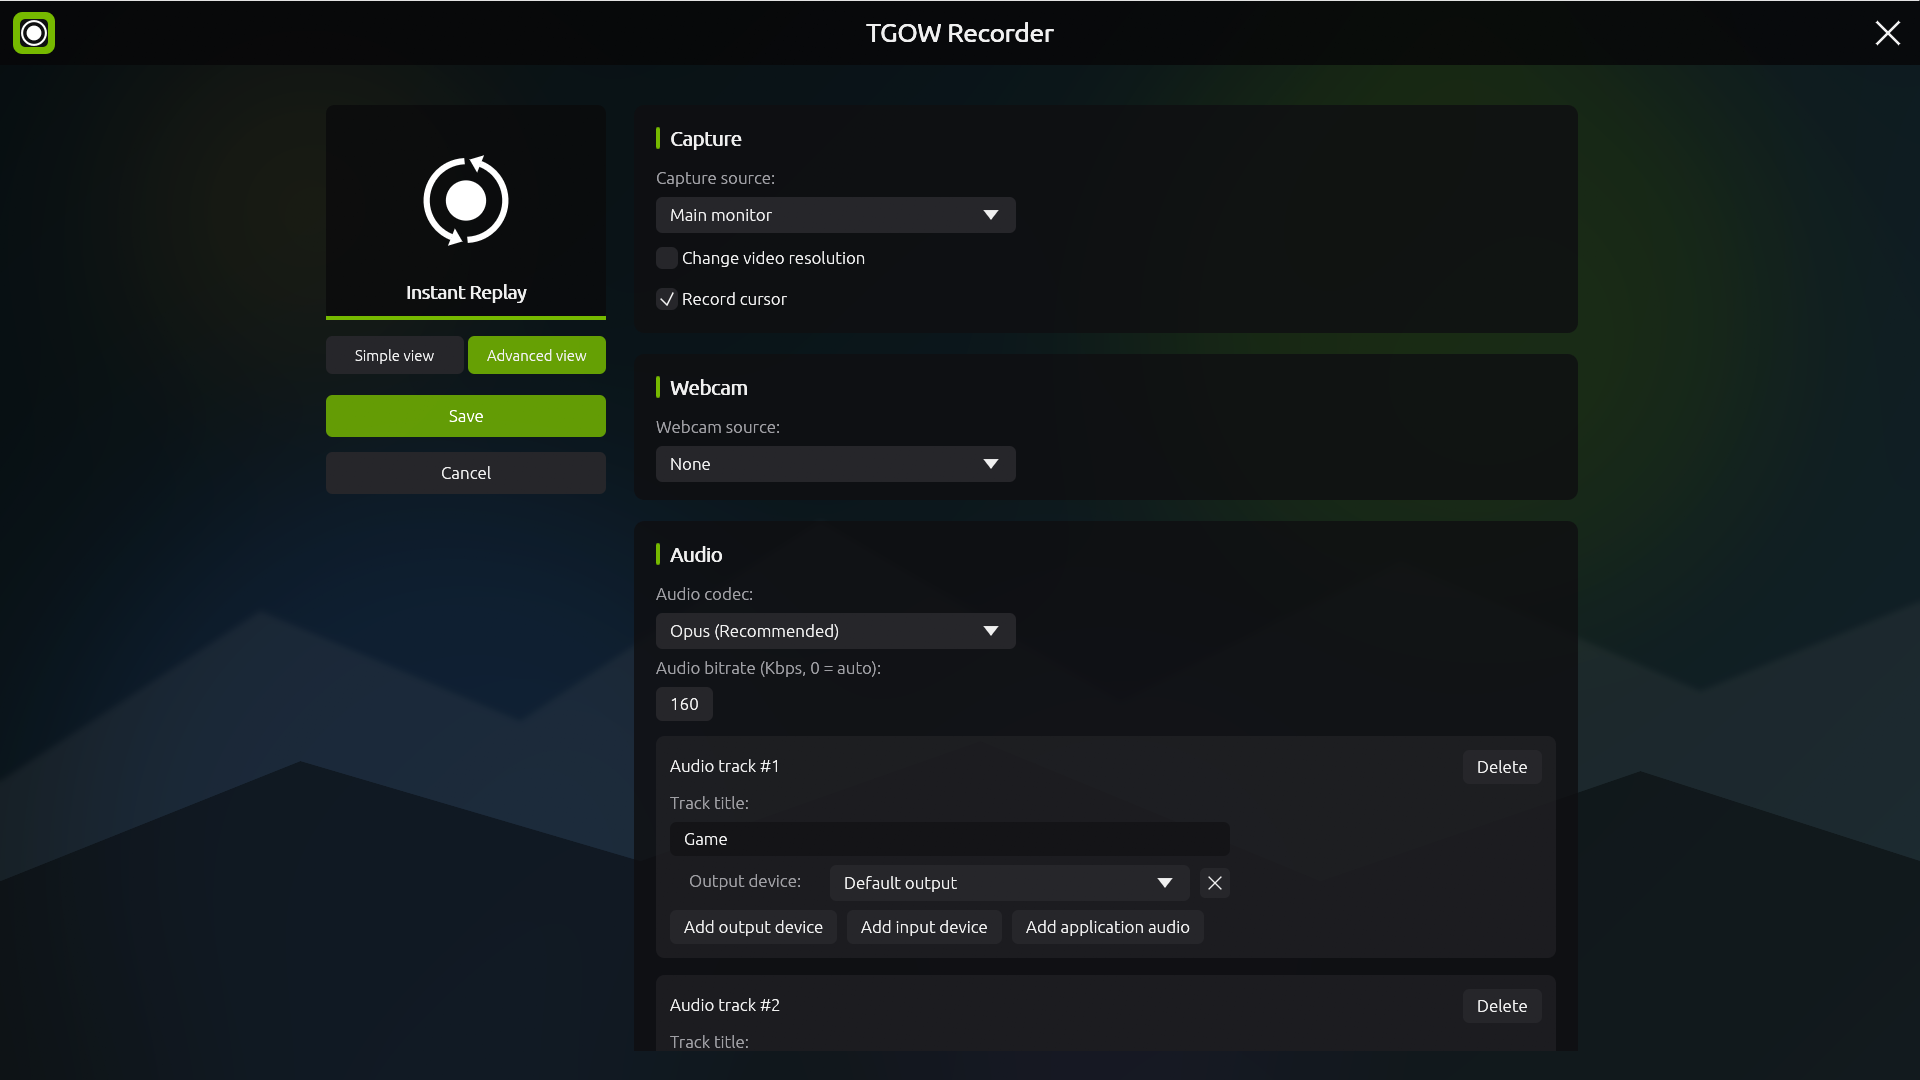 TGOW Recorder
Instant Replay
Simple view
Advanced view
Save
Cancel
Capture
Capture source:
Main monitor
Change video resolution
Record cursor
Webcam
Webcam source:
None
Audio
Audio codec:
Opus (Recommended)
Audio bitrate (Kbps, 0 = auto):
160
Audio track #1
Delete
Track title:
Game
Output device:
Default output
Add output device
Add input device
Add application audio
Audio track #2
Delete
Track title: